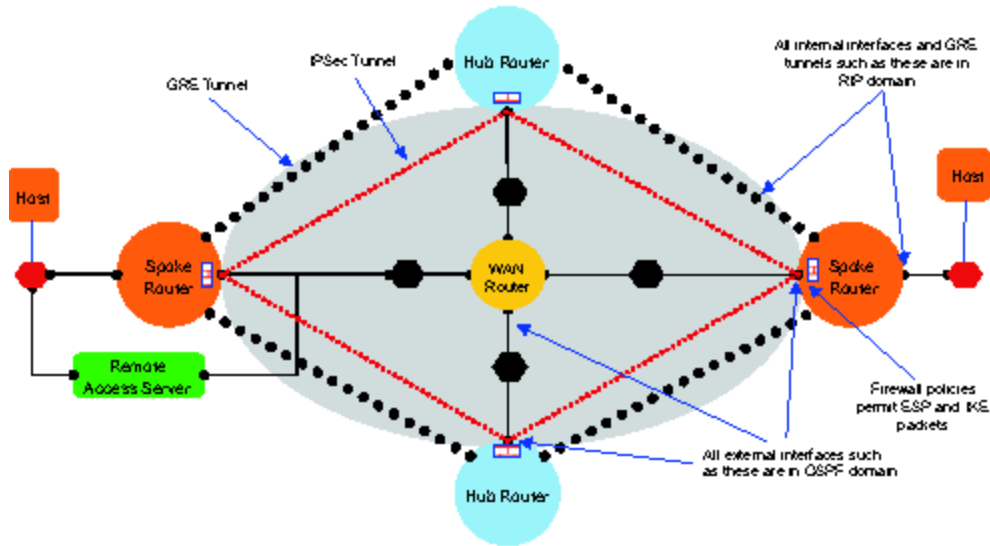 Hub Router
IPSec Tunnel
GRE Tunnel
All internal interfaces and GRE
tunnels such as these are in
RIP domain
Host
Host
Spoke
Router
WAN
Router
Spoke
Router
Remote
Access Server
Firewall policies
permit ESP and IKE
packets
All external interfaces such
as these are in OSPF domain
Hub Router